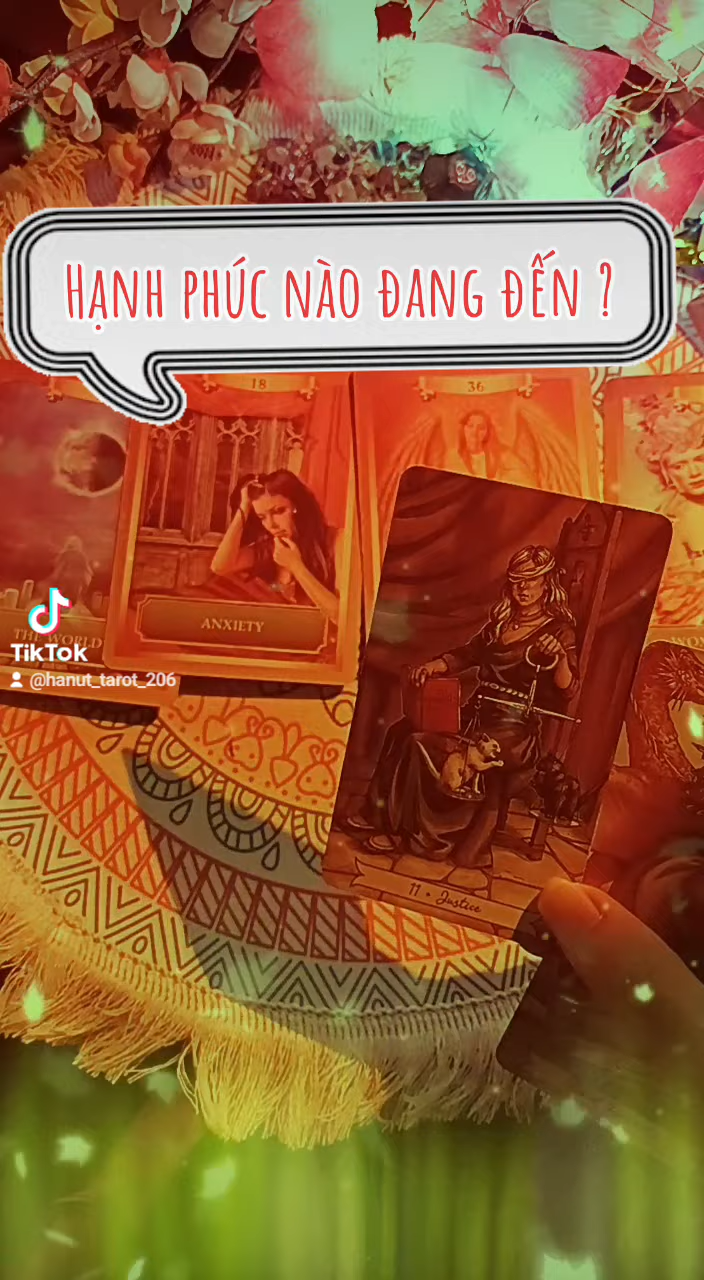 Hạnh phúc nào đang đến ?
18
36
ANXIETY
THE WORLD
TikTok
@hanut_tarot_206
11 • Justice